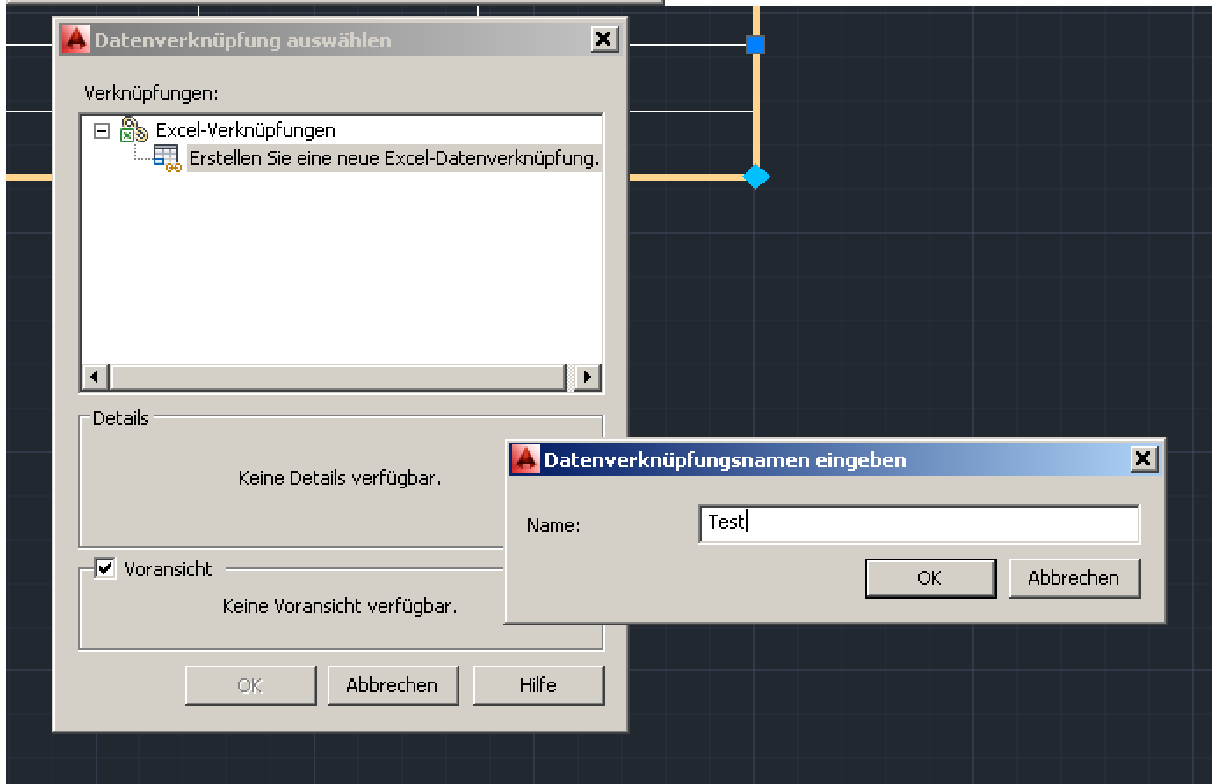 Datenverknüpfung auswählen
Verknüpfungen:
Excel-Verknüpfungen
Erstellen Sie eine neue Excel-Datenverknüpfung.
Details
Keine Details verfügbar.
Voransicht
Keine Voransicht verfügbar.
OK Abbrechen Hilfe
Datenverknüpfungsnamen eingeben
Name: Test
OK Abbrechen